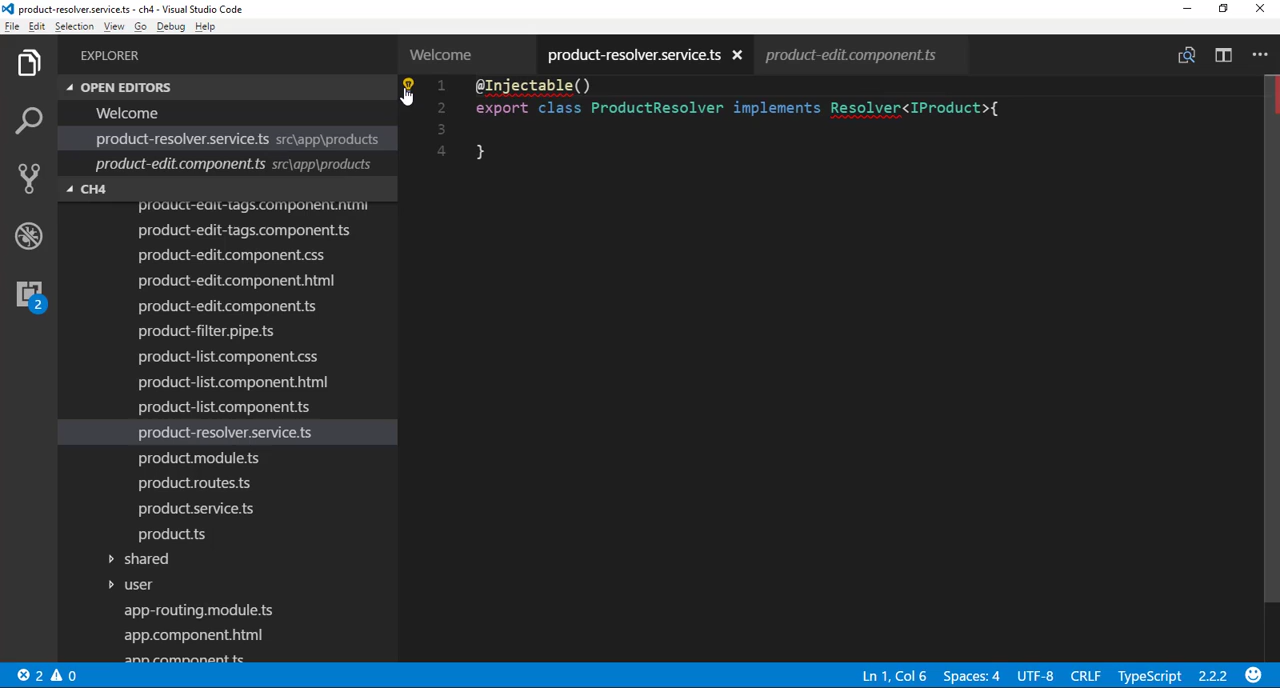 product-resolver.service.ts - ch4 - Visual Studio Code
File Edit Selection View Go Debug Help
EXPLORER
OPEN EDITORS
Welcome
product-resolver.service.ts src\app\products
product-edit.component.ts src\app\products
CH4
product-edit-tags.component.html
product-edit-tags.component.ts
product-edit.component.css
product-edit.component.html
product-edit.component.ts
product-filter.pipe.ts
product-list.component.css
product-list.component.html
product-list.component.ts
product-resolver.service.ts
product.module.ts
product.routes.ts
product.service.ts
product.ts
shared
user
app-routing.module.ts
app.component.html
app.component.ts
2
Welcome product-resolver.service.ts product-edit.component.ts
1 @Injectable()
2 export class ProductResolver implements Resolver<IProduct>{
3
4 }
2 0 Ln 1, Col 6 Spaces: 4 UTF-8 CRLF TypeScript 2.2.2